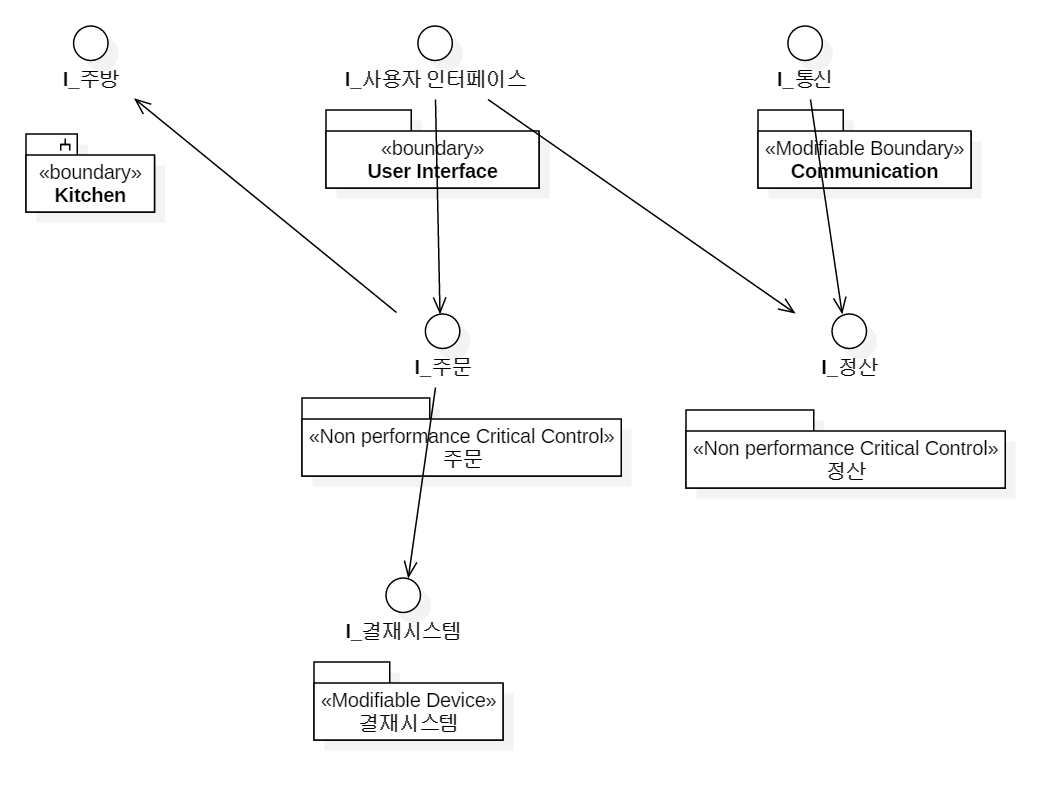 I_주방
I_사용자 인터페이스
I_통신
«boundary»
Kitchen
«boundary»
User Interface
«Modifiable Boundary»
Communication
I_주문
I_정산
«Non performance Critical Control»
주문
«Non performance Critical Control»
정산
I_결재시스템
«Modifiable Device»
결재시스템